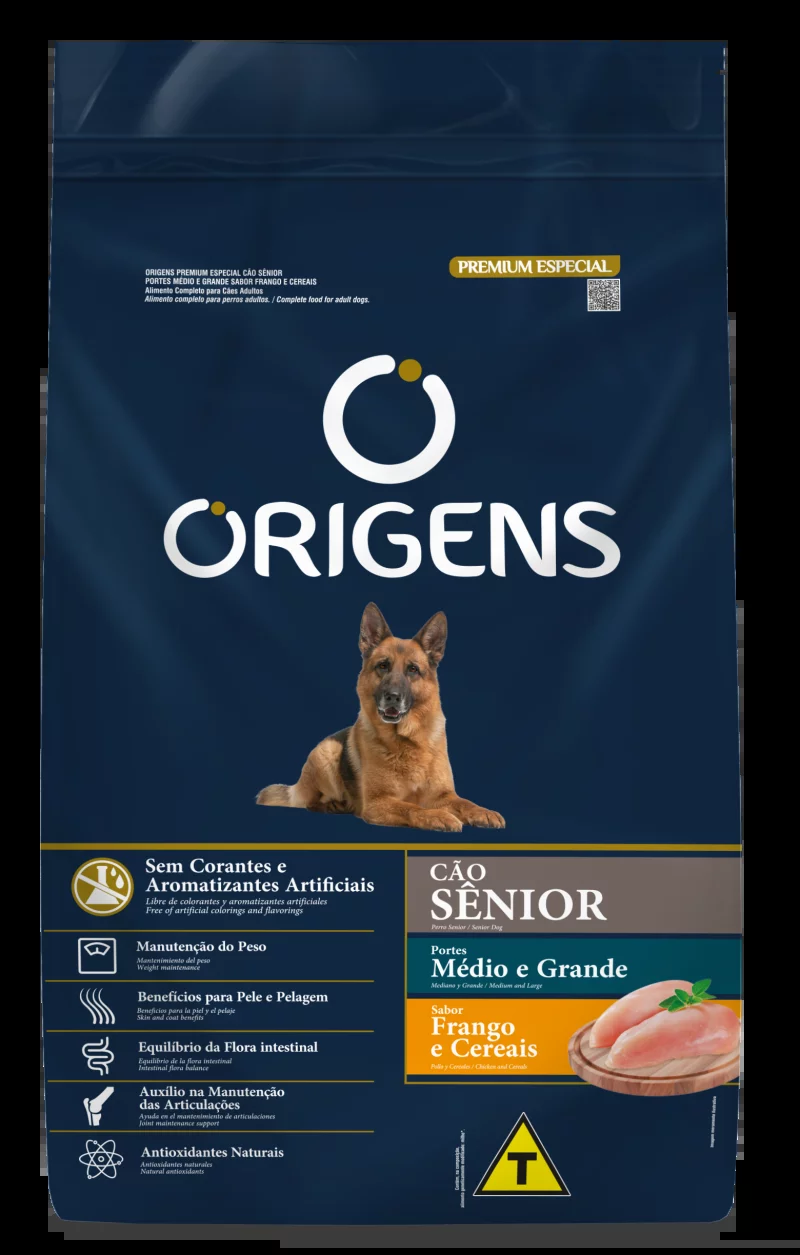 ORIGENS PREMIUM ESPECIAL CÃO SÊNIOR
PORTES MÉDIO E GRANDE SABOR FRANGO E CEREAIS
Alimento Completo para Cães Adultos
Alimento completo para perros adultos. / Complete food for adult dogs.
PREMIUM ESPECIAL
ORIGENS
Sem Corantes e
Aromatizantes Artificiais
Libre de colorantes y aromatizantes artificiales
Free of artificial colorings and flavorings
Manutenção do Peso
Mantenimiento del peso
Weight maintenance
Benefícios para Pele e Pelagem
Beneficios para la piel y el pelaje
Skin and coat benefits
Equilíbrio da Flora intestinal
Equilibrio de la flora intestinal
Intestinal flora balance
Auxílio na Manutenção
das Articulações
Ayuda en el mantenimiento de articulaciones
Joint maintenance support
Antioxidantes Naturais
Antioxidantes naturales
Natural antioxidants
CÃO
SÊNIOR
Perro Senior / Senior Dog
Portes
Médio e Grande
Mediano y Grande / Medium and Large
Sabor
Frango
e Cereais
Pollo y Cereales / Chicken and Cereals
Imagem meramente ilustrativa
T